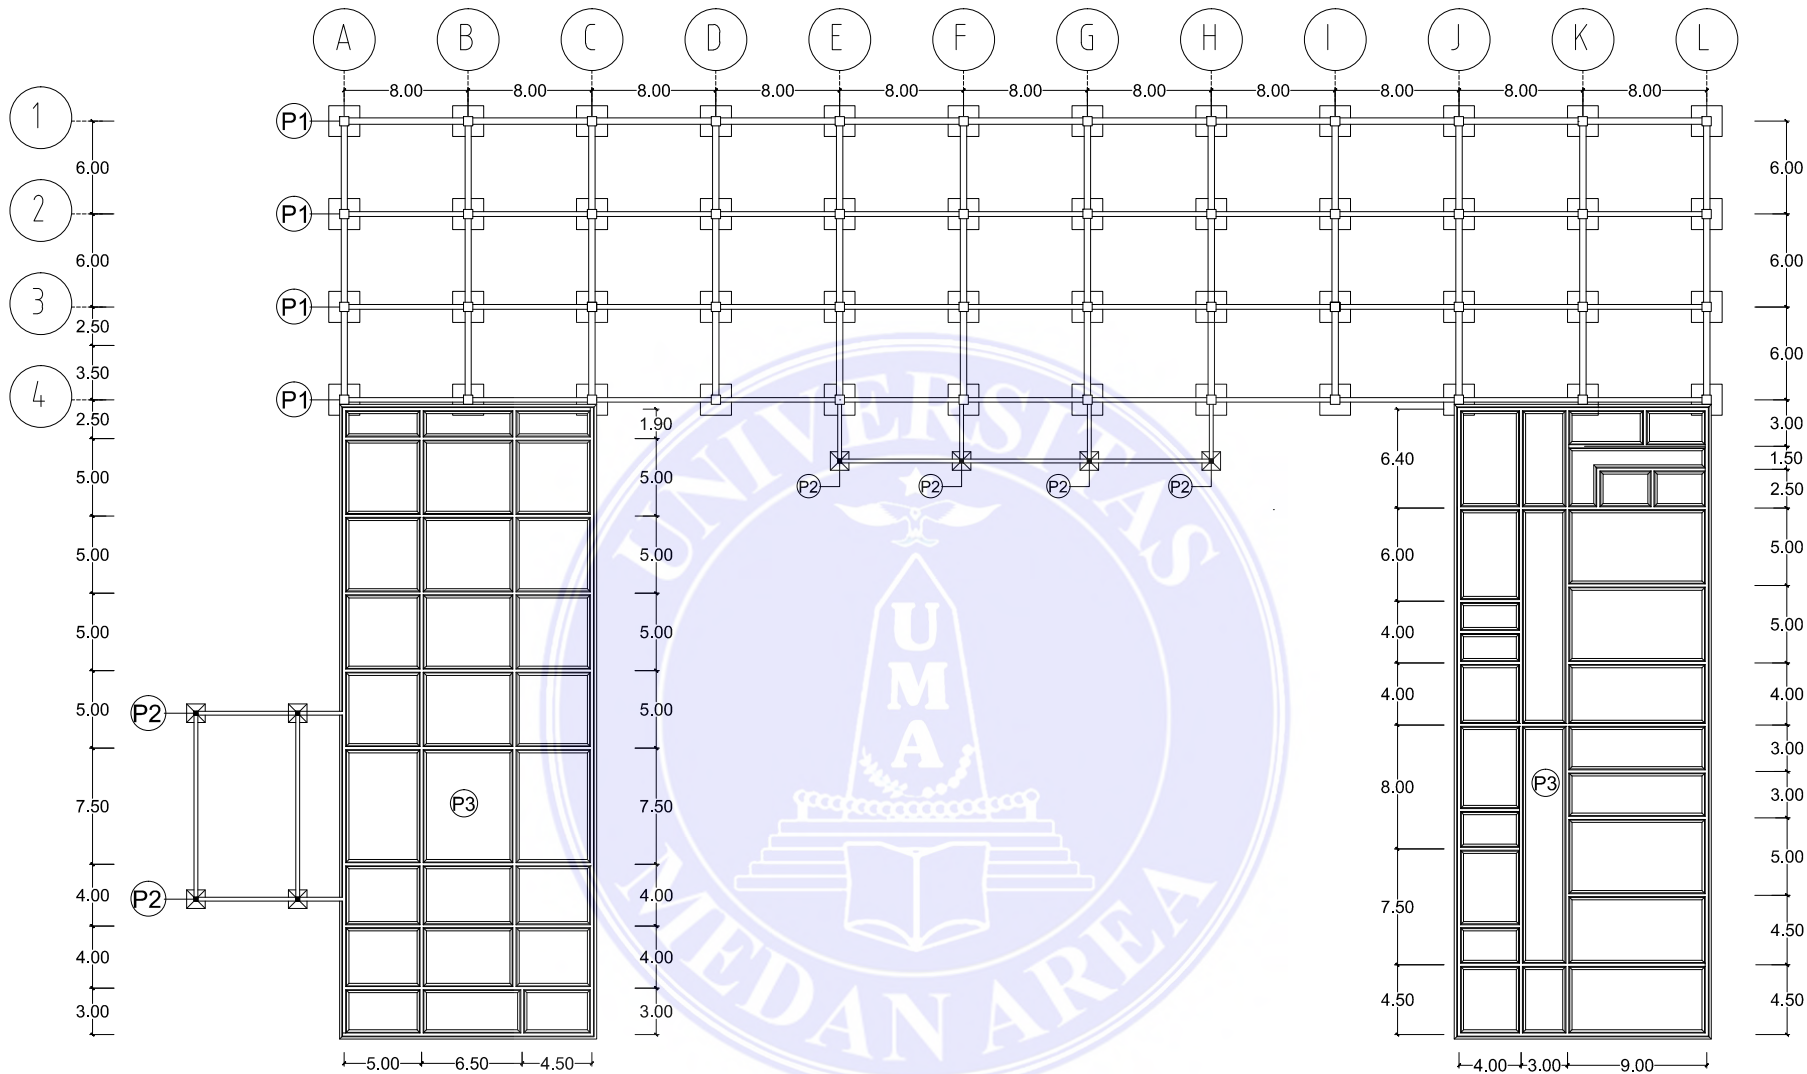 A B C D E F G H I J K L
8.00 8.00 8.00 8.00 8.00 8.00 8.00 8.00 8.00 8.00 8.00
1 P1
6.00 6.00
2 P1
6.00 6.00
3 P1
2.50
3.50 6.00
4 P1
2.50 1.90 3.00
6.40 1.50
5.00 5.00 2.50
P2 P2 P2 P2
5.00 5.00 6.00 5.00
5.00 5.00 4.00 5.00
5.00 5.00 4.00 4.00
P2
3.00
7.50 P3 7.50 8.00 P3 3.00
5.00
4.00 4.00 7.50
P2
4.50
4.00 4.00
3.00 3.00 4.50 4.50
5.00 6.50 4.50 4.00 3.00 9.00
UNIVERSITAS
UMA
MEDAN AREA